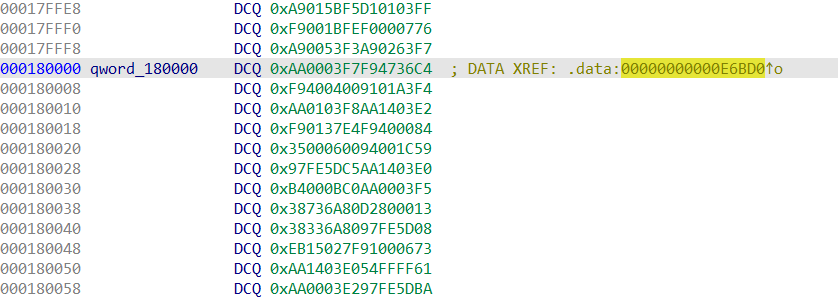 00017FFE8 DCQ 0xA9015BF5D10103FF
00017FFF0 DCQ 0xF9001BFEF0000776
00017FFF8 DCQ 0xA90053F3A90263F7
000180000 qword_180000 DCQ 0xAA0003F7F94736C4 ; DATA XREF: .data:00000000000E6BD0↑o
000180008 DCQ 0xF94004009101A3F4
000180010 DCQ 0xAA0103F8AA1403E2
000180018 DCQ 0xF90137E4F9400084
000180020 DCQ 0x3500060094001C59
000180028 DCQ 0x97FE5DC5AA1403E0
000180030 DCQ 0xB4000BC0AA0003F5
000180038 DCQ 0x38736A80D2800013
000180040 DCQ 0x38336A8097FE5D08
000180048 DCQ 0xEB15027F91000673
000180050 DCQ 0xAA1403E054FFFF61
000180058 DCQ 0xAA0003E297FE5DBA